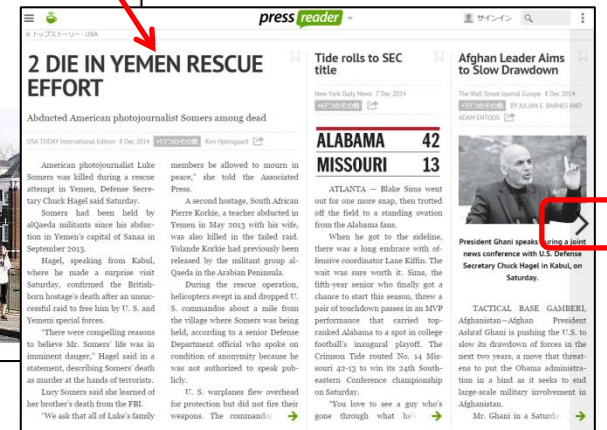 press reader
サインイン
トップストーリー - USA
2 DIE IN YEMEN RESCUE
EFFORT
Abducted American photojournalist Somers among dead
USA TODAY International Edition 8 Dec 2014 +13つのその他 Kim Hjelmgaard
American photojournalist Luke
Somers was killed during a rescue
attempt in Yemen, Defense Secre-
tary Chuck Hagel said Saturday.
Somers had been held by
alQaeda militants since his abduc-
tion in Yemen's capital of Sanaa in
September 2013.
Hagel, speaking from Kabul,
where he made a surprise visit
Saturday, confirmed the British-
born hostage's death after an unsuc-
cessful raid to free him by U. S. and
Yemeni special forces.
"There were compelling reasons
to believe Mr. Somers' life was in
imminent danger," Hagel said in a
statement, describing Somers' death
as murder at the hands of terrorists.
Lucy Somers said she learned of
her brother's death from the FBI.
"We ask that all of Luke's family
members be allowed to mourn in
peace," she told the Associated
Press.
A second hostage, South African
Pierre Korkie, a teacher abducted in
Yemen in May 2013 with his wife,
was also killed in the failed raid.
Yolande Korkie had previously been
released by the militant group al-
Qaeda in the Arabian Peninsula.
During the rescue operation,
helicopters swept in and dropped U.
S. commandos about a mile from
the village where Somers was being
held, according to a senior Defense
Department official who spoke on
condition of anonymity because he
was not authorized to speak pub-
licly.
U. S. warplanes flew overhead
for protection but did not fire their
weapons. The commando
Tide rolls to SEC
title
New York Daily News 7 Dec 2014
+67つのその他
ALABAMA 42
MISSOURI 13
ATLANTA — Blake Sims went
out for one more snap, then trotted
off the field to a standing ovation
from the Alabama fans.
When he got to the sideline,
there was a long embrace with of-
fensive coordinator Lane Kiffin. The
wait was sure worth it. Sims, the
fifth-year senior who finally got a
chance to start this season, threw a
pair of touchdown passes in an MVP
performance that carried top-
ranked Alabama to a spot in college
football's inaugural playoff. The
Crimson Tide routed No. 14 Mis-
souri 42-13 to win its 24th South-
eastern Conference championship
on Saturday.
"You love to see a guy who's
gone through what he's
Afghan Leader Aims
to Slow Drawdown
The Wall Street Journal Europe 8 Dec 2014
BY JULIAN E. BARNES AND
ADAM ENTOUS
President Ghani speaks during a joint
news conference with U.S. Defense
Secretary Chuck Hagel in Kabul, on
Saturday.
TACTICAL BASE GAMBERI,
Afghanistan—Afghan President
Ashraf Ghani is pushing the U.S. to
slow its drawdown of forces in the
next two years, a move that threat-
ens to put the Obama administra-
tion in a bind as it seeks to end
large-scale military involvement in
Afghanistan.
Mr. Ghani in a Saturda